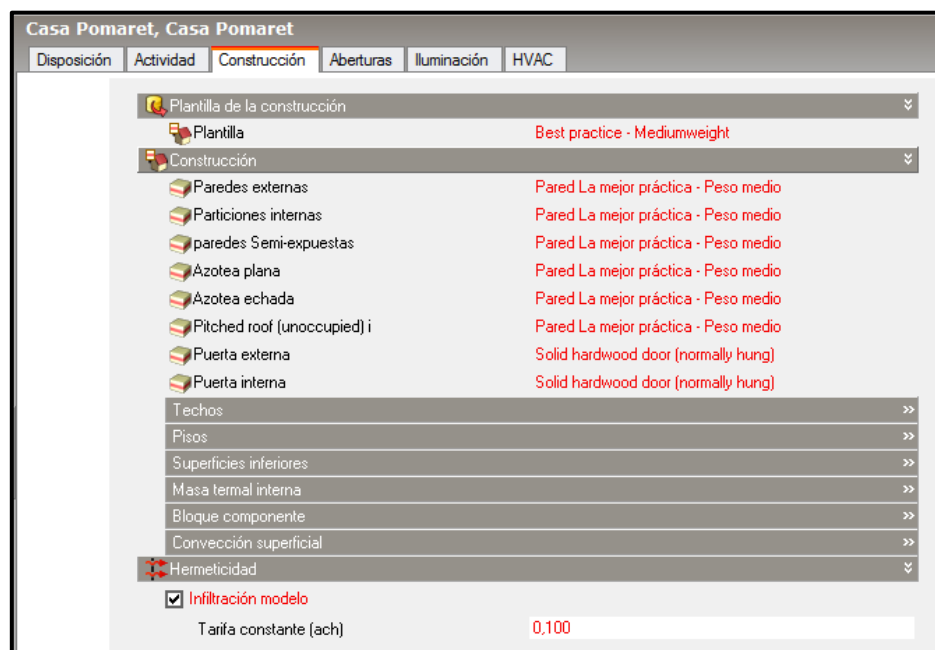 Casa Pomaret, Casa Pomaret
Disposición Actividad Construcción Aberturas Iluminación HVAC
Plantilla de la construcción
Plantilla Best practice - Mediumweight
Construcción
Paredes externas Pared La mejor práctica - Peso medio
Particiones internas Pared La mejor práctica - Peso medio
paredes Semi-expuestas Pared La mejor práctica - Peso medio
Azotea plana Pared La mejor práctica - Peso medio
Azotea echada Pared La mejor práctica - Peso medio
Pitched roof (unoccupied) i Pared La mejor práctica - Peso medio
Puerta externa Solid hardwood door (normally hung)
Puerta interna Solid hardwood door (normally hung)
Techos
Pisos
Superficies inferiores
Masa termal interna
Bloque componente
Convección superficial
Hermeticidad
Infiltración modelo
Tarifa constante (ach) 0,100